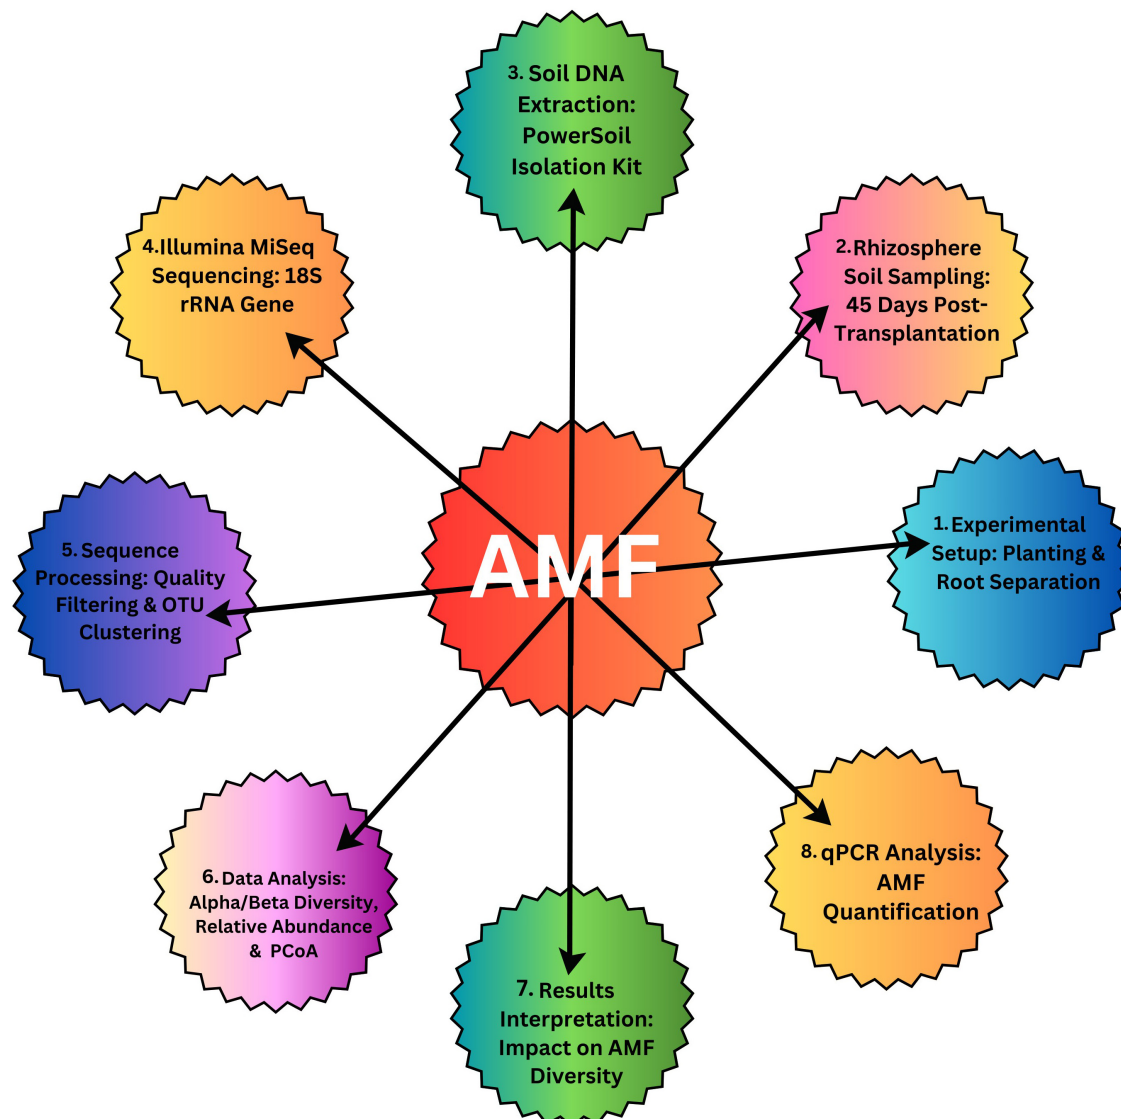 3. Soil DNA
Extraction:
PowerSoil
Isolation Kit
4.Illumina MiSeq
Sequencing: 18S
rRNA Gene
2.Rhizosphere
Soil Sampling:
45 Days Post-
Transplantation
5. Sequence
Processing: Quality
Filtering & OTU
Clustering
AMF
1.Experimental
Setup: Planting &
Root Separation
6. Data Analysis:
Alpha/Beta Diversity,
Relative Abundance
& PCoA
8. qPCR Analysis:
AMF
Quantification
7. Results
Interpretation:
Impact on AMF
Diversity